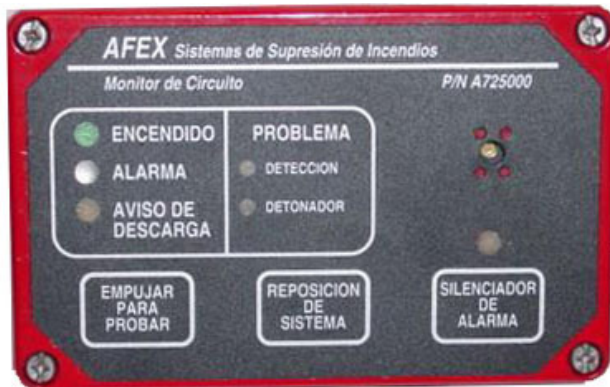 AFEX Sistemas de Supresión de Incendios
Monitor de Circuito
P/N A725000
ENCENDIDO
ALARMA
AVISO DE
DESCARGA
PROBLEMA
DETECCION
DETONADOR
EMPUJAR
PARA
PROBAR
REPOSICION
DE
SISTEMA
SILENCIADOR
DE
ALARMA